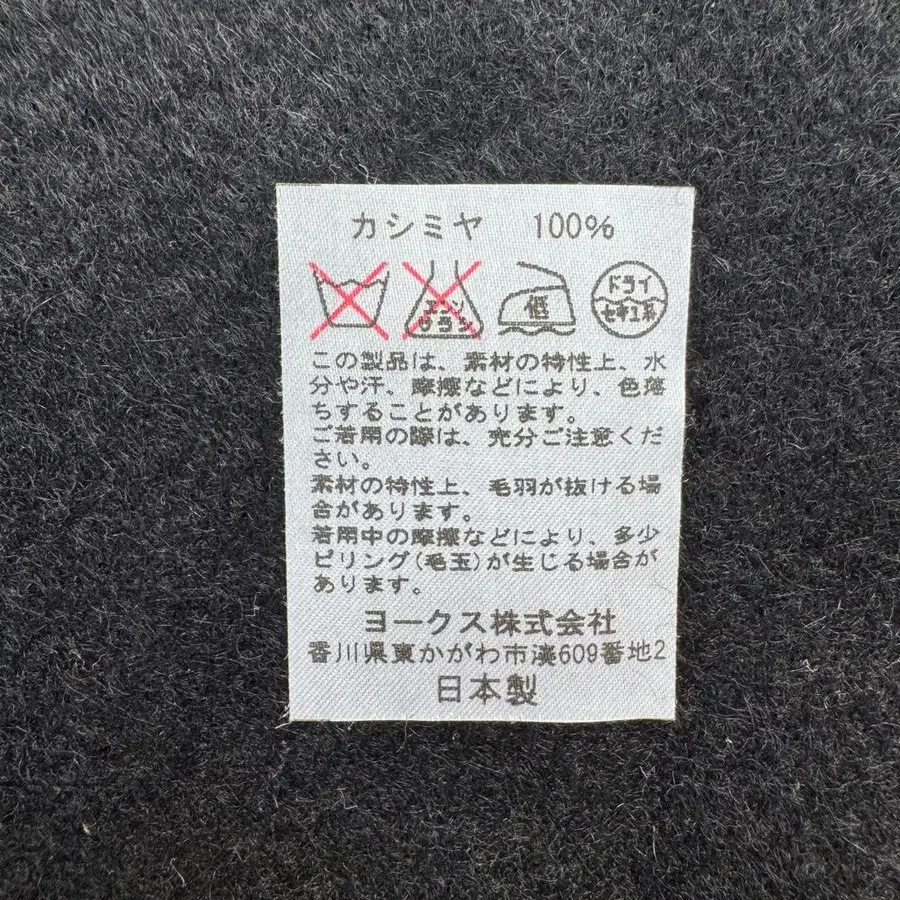 カシミヤ 100%
エンソ
サラシ
低
ドライ
セキユ系
この製品は、素材の特性上、水
分や汗、摩擦などにより、色落
ちすることがあります。
ご着用の際は、充分ご注意くだ
さい。
素材の特性上、毛羽が抜ける場
合があります。
着用中の摩擦などにより、多少
ピリング(毛玉)が生じる場合が
あります。
ヨークス株式会社
香川県東かがわ市湊609番地2
日本製